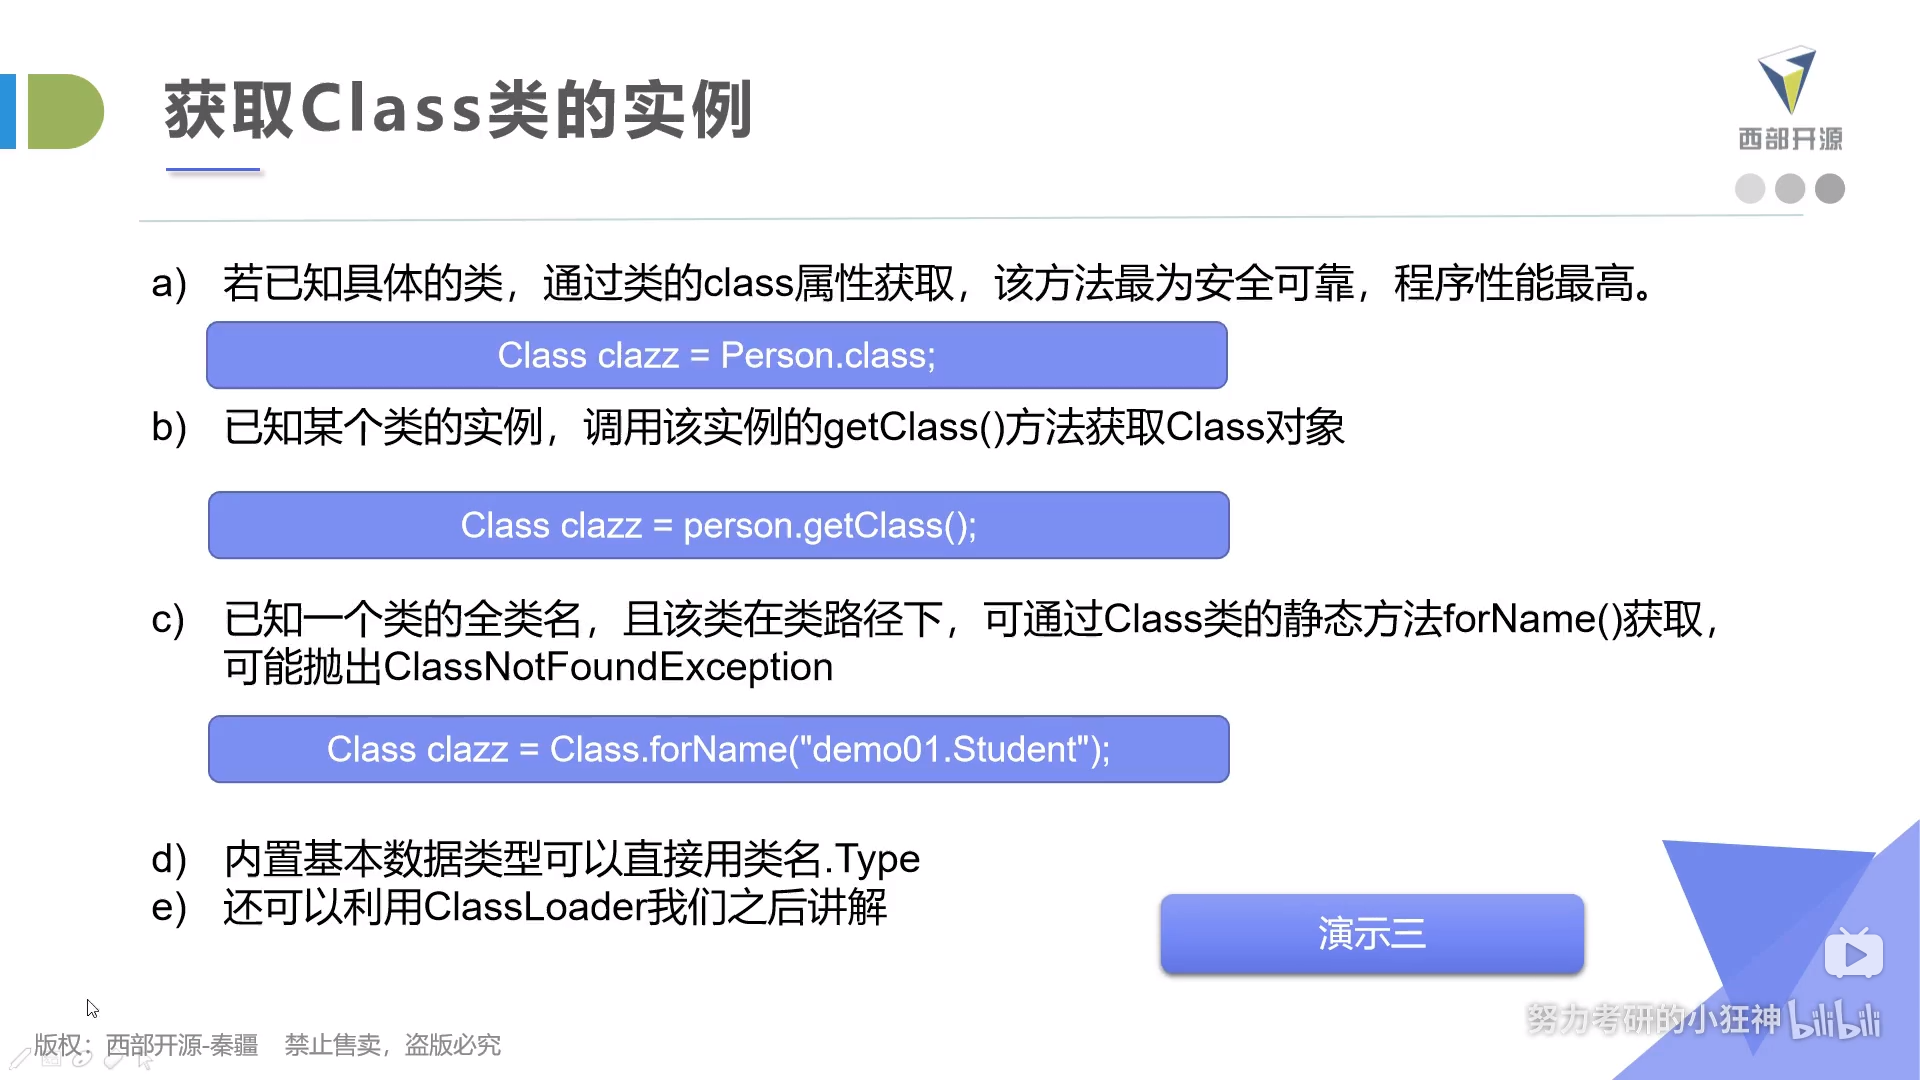 获取Class类的实例
西部开源
a) 若已知具体的类，通过类的class属性获取，该方法最为安全可靠，程序性能最高。
Class clazz = Person.class;
b) 已知某个类的实例，调用该实例的getClass()方法获取Class对象
Class clazz = person.getClass();
c) 已知一个类的全类名，且该类在类路径下，可通过Class类的静态方法forName()获取，
可能抛出ClassNotFoundException
Class clazz = Class.forName("demo01.Student");
d) 内置基本数据类型可以直接用类名.Type
e) 还可以利用ClassLoader我们之后讲解
演示三
努力考研的小狂神 bilibili
版权：西部开源-秦疆 禁止售卖，盗版必究